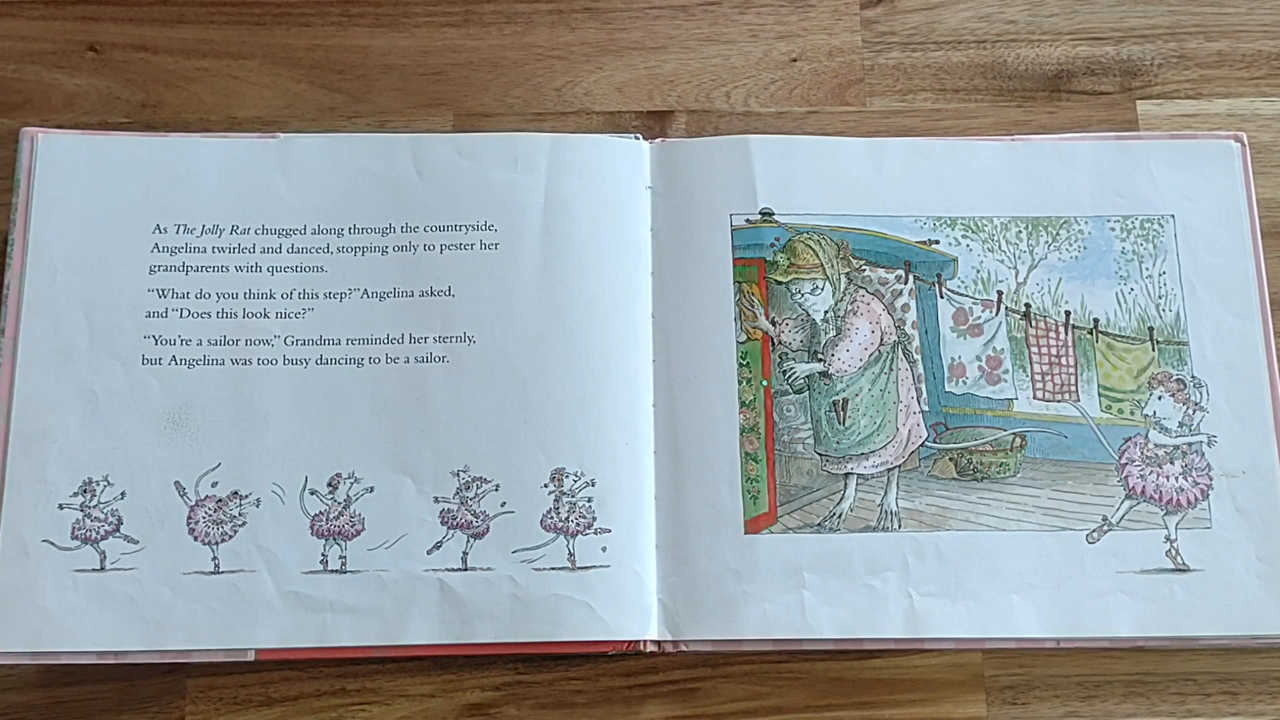 As The Jolly Rat chugged along through the countryside,
Angelina twirled and danced, stopping only to pester her
grandparents with questions.
“What do you think of this step?” Angelina asked,
and “Does this look nice?”
“You’re a sailor now,” Grandma reminded her sternly,
but Angelina was too busy dancing to be a sailor.